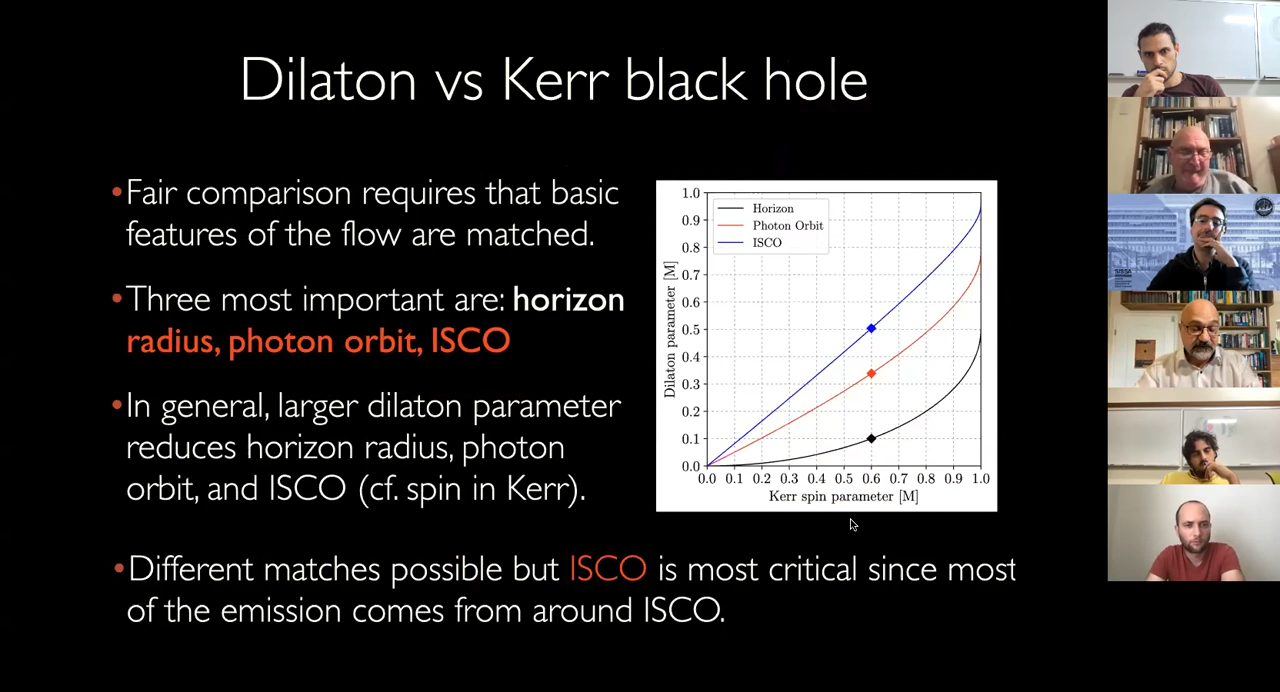 Dilaton vs Kerr black hole
•Fair comparison requires that basic
features of the flow are matched.
•Three most important are: horizon
radius, photon orbit, ISCO
•In general, larger dilaton parameter
reduces horizon radius, photon
orbit, and ISCO (cf. spin in Kerr).
•Different matches possible but ISCO is most critical since most
of the emission comes from around ISCO.
Horizon
Photon Orbit
ISCO
Dilaton parameter [M]
1.0
0.9
0.8
0.7
0.6
0.5
0.4
0.3
0.2
0.1
0.0
0.0 0.1 0.2 0.3 0.4 0.5 0.6 0.7 0.8 0.9 1.0
Kerr spin parameter [M]